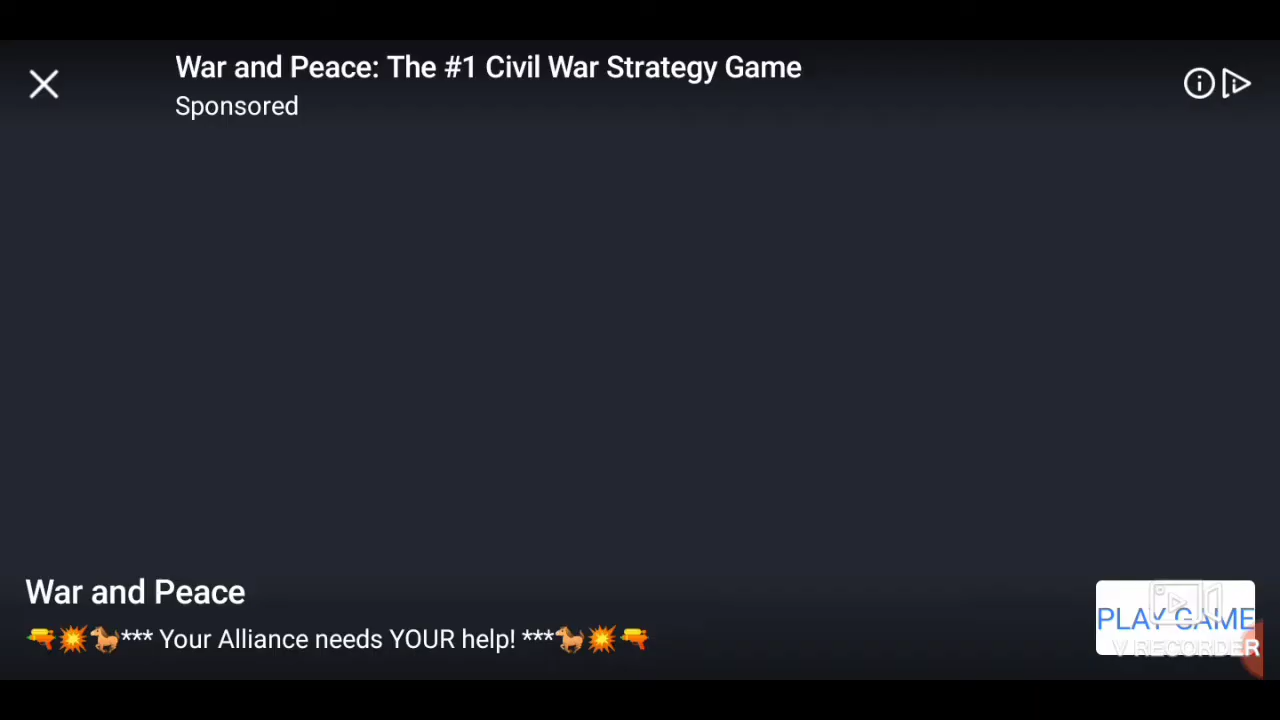 War and Peace: The #1 Civil War Strategy Game
Sponsored
War and Peace
🔫💥🐎*** Your Alliance needs YOUR help! ***🐎💥🔫
PLAY GAME
V RECORDER